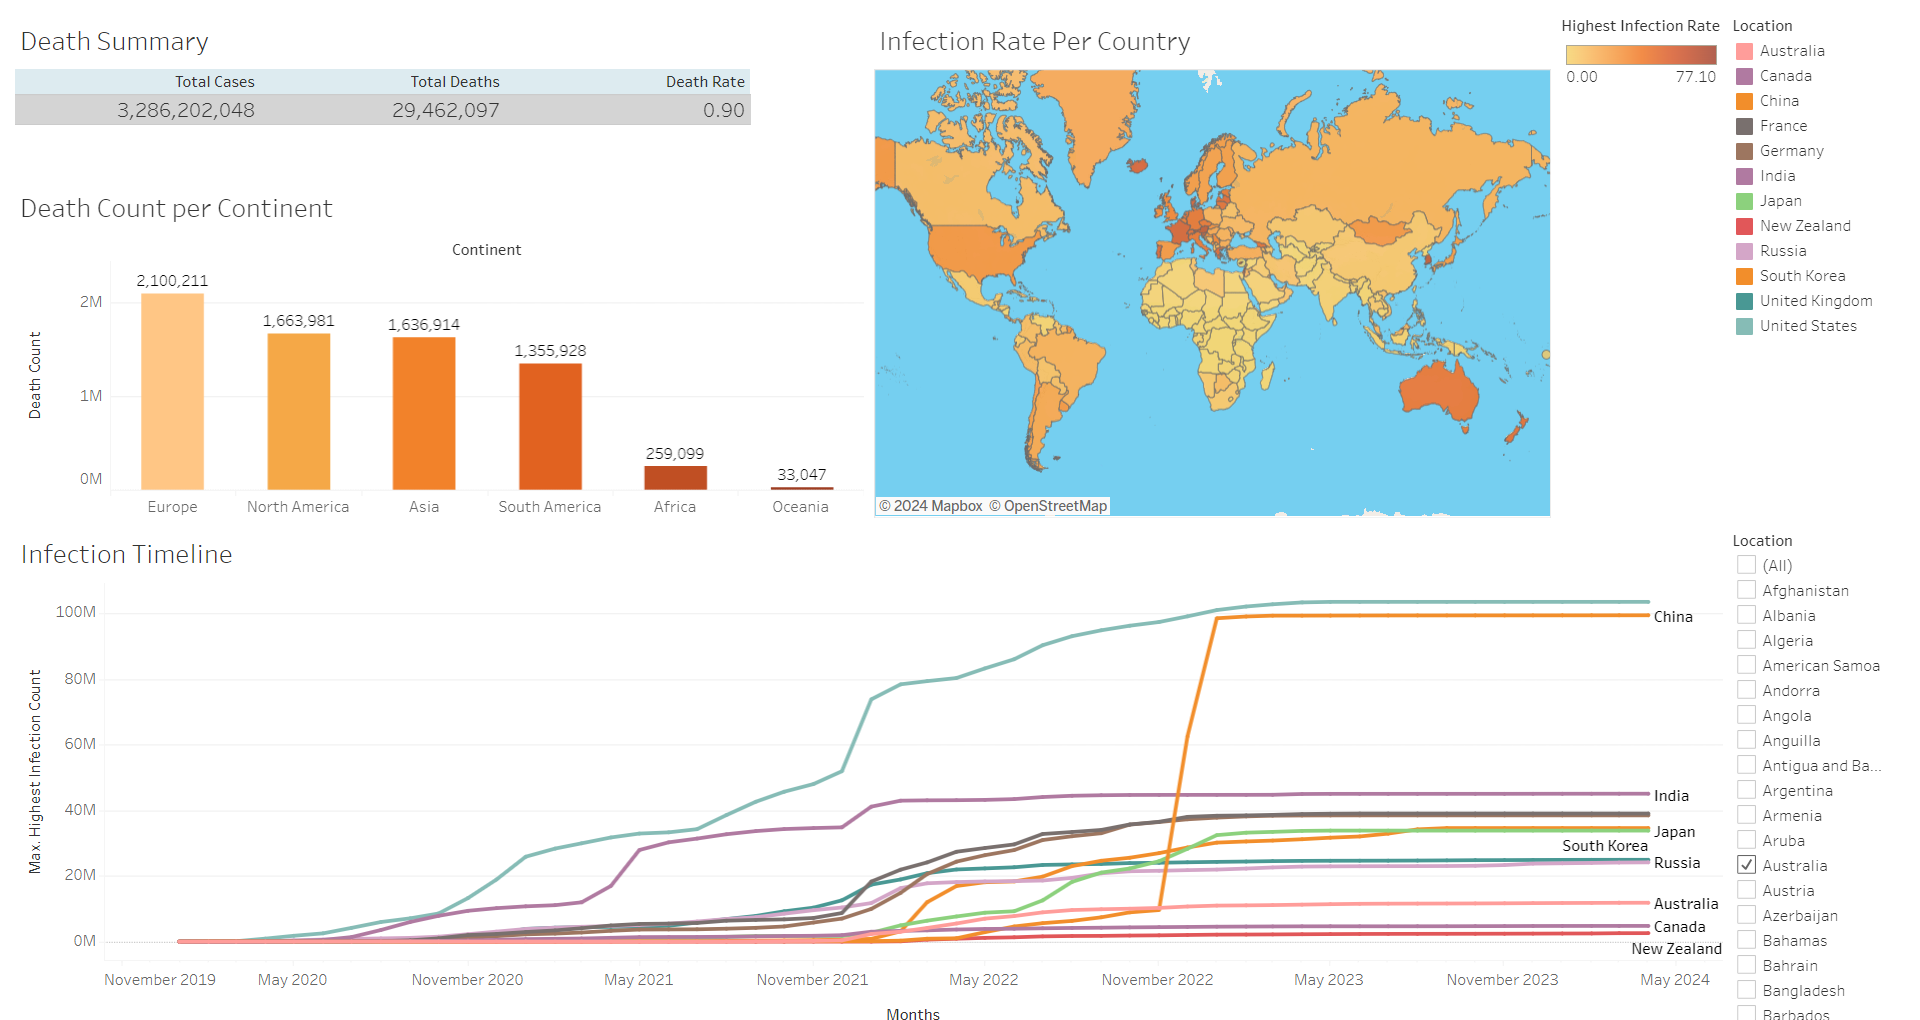 Death Summary
Total Cases Total Deaths Death Rate
3,286,202,048 29,462,097 0.90
Death Count per Continent
Continent
Death Count
2M
1M
0M
2,100,211
1,663,981
1,636,914
1,355,928
259,099
33,047
Europe North America Asia South America Africa Oceania
Infection Rate Per Country
© 2024 Mapbox © OpenStreetMap
Highest Infection Rate
0.00 77.10
Location
Australia
Canada
China
France
Germany
India
Japan
New Zealand
Russia
South Korea
United Kingdom
United States
Infection Timeline
Max. Highest Infection Count
100M
80M
60M
40M
20M
0M
China
India
Japan
South Korea
Russia
Australia
Canada
New Zealand
November 2019 May 2020 November 2020 May 2021 November 2021 May 2022 November 2022 May 2023 November 2023 May 2024
Months
Location
(All)
Afghanistan
Albania
Algeria
American Samoa
Andorra
Angola
Anguilla
Antigua and Ba...
Argentina
Armenia
Aruba
Australia
Austria
Azerbaijan
Bahamas
Bahrain
Bangladesh
Barbados